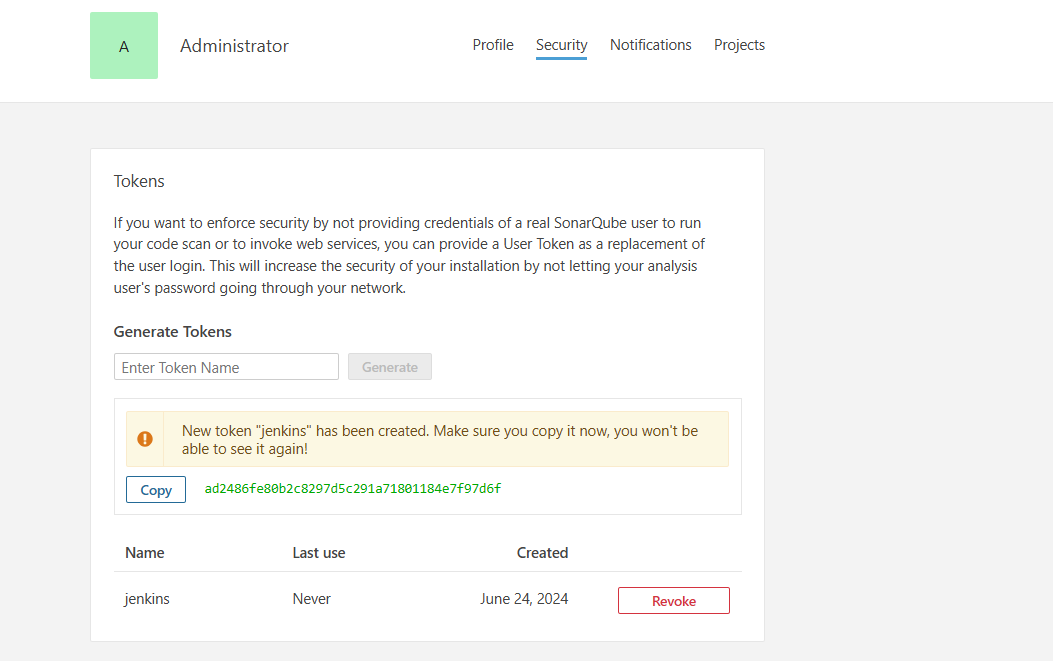 A
Administrator
Profile Security Notifications Projects
Tokens
If you want to enforce security by not providing credentials of a real SonarQube user to run
your code scan or to invoke web services, you can provide a User Token as a replacement of
the user login. This will increase the security of your installation by not letting your analysis
user's password going through your network.
Generate Tokens
Enter Token Name Generate
New token "jenkins" has been created. Make sure you copy it now, you won't be
able to see it again!
Copy ad2486fe80b2c8297d5c291a71801184e7f97d6f
Name Last use Created
jenkins Never June 24, 2024 Revoke